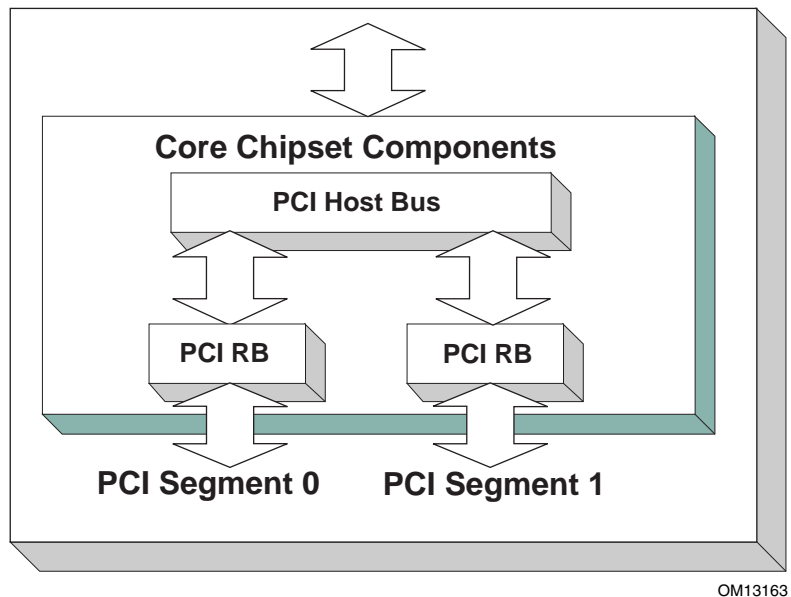 Core Chipset Components
PCI Host Bus
PCI RB
PCI RB
PCI Segment 0
PCI Segment 1
OM13163